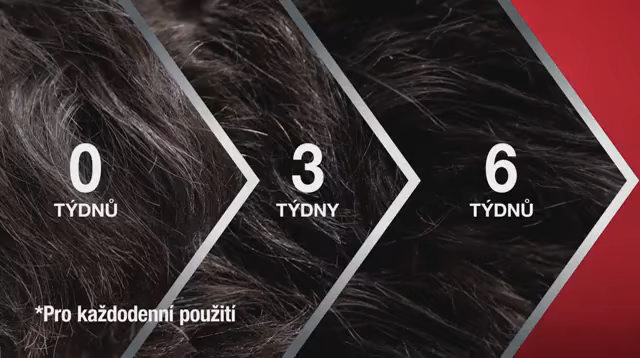 0
TÝDNŮ
3
TÝDNY
6
TÝDNŮ
*Pro každodenní použití